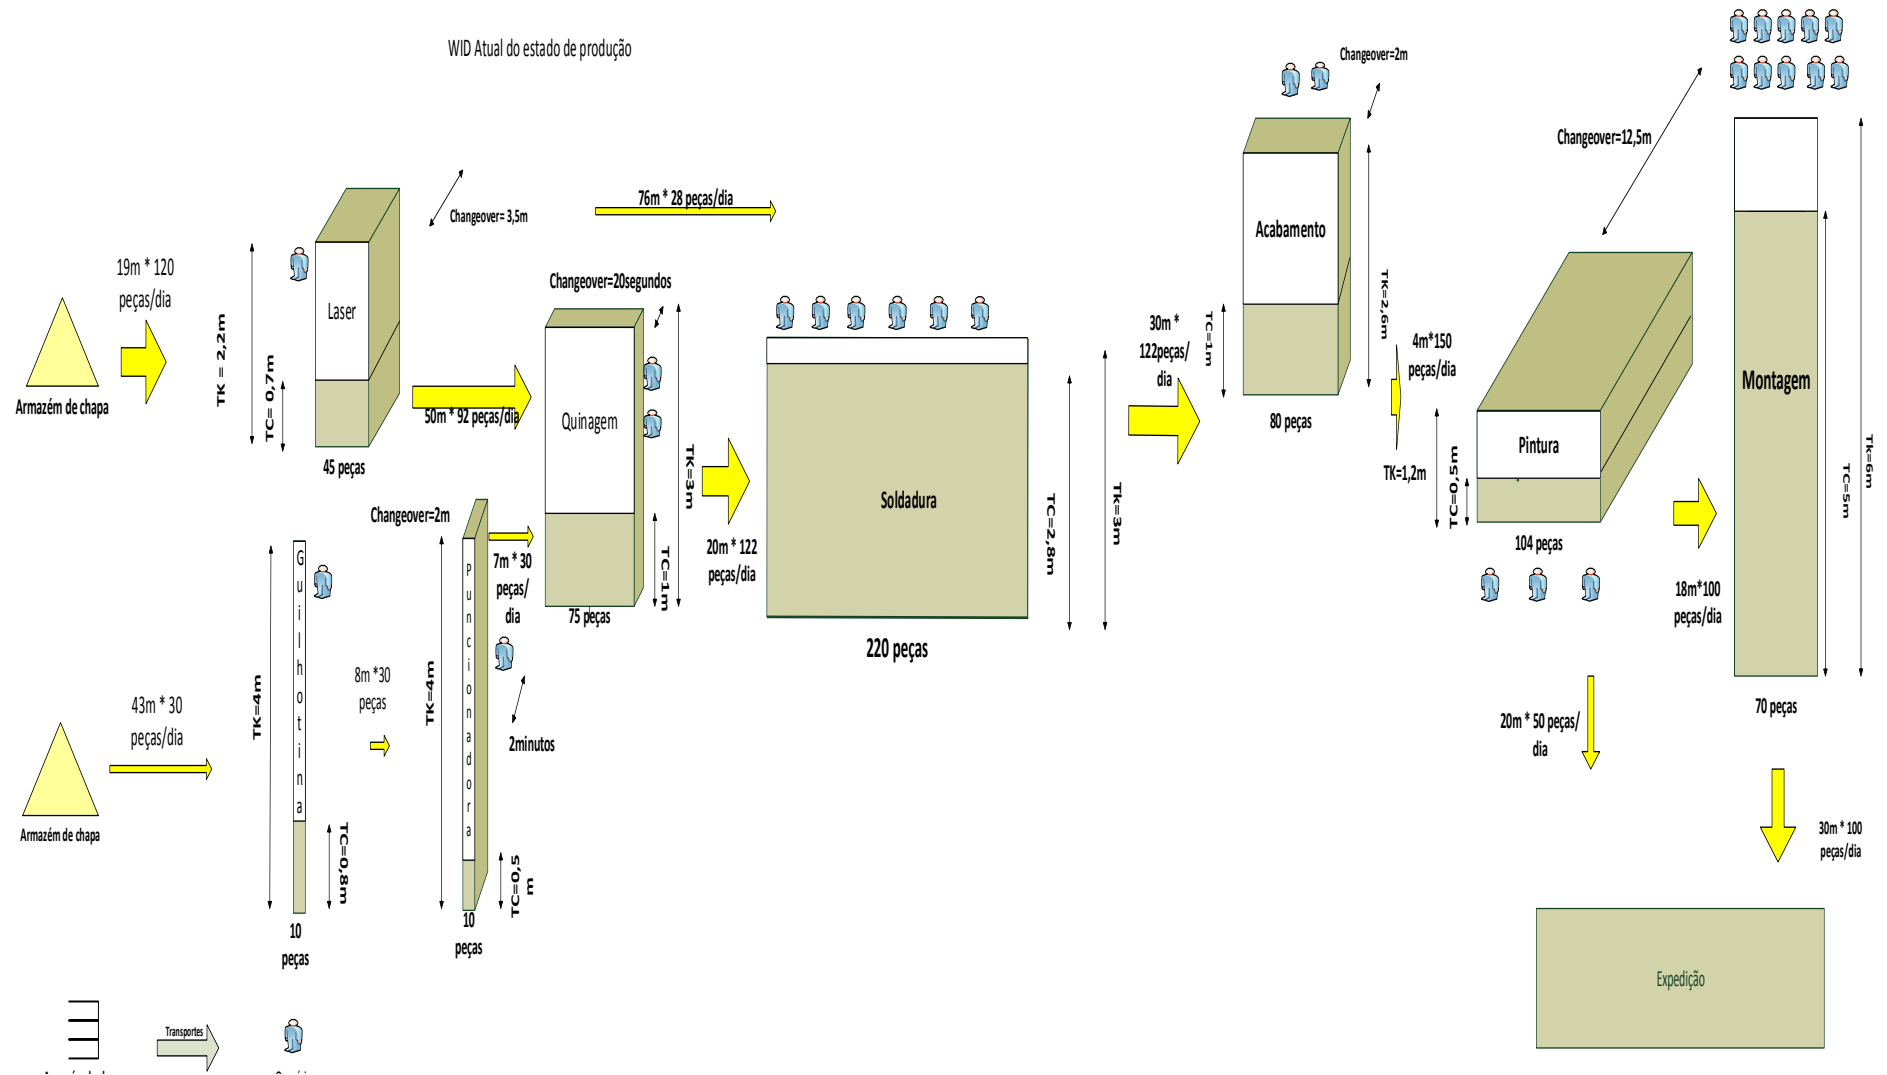 WID Atual do estado de produção
Changeover=2m
Changeover=12,5m
Changeover= 3,5m
76m * 28 peças/dia
19m * 120
peças/dia
Armazém de chapa
TK = 2,2m
TC= 0,7m
Laser
45 peças
50m * 92 peças/dia
Changeover=20segundos
Quinagem
TK=3m
TC=1m
75 peças
20m * 122
peças/dia
Soldadura
220 peças
TC=2,8m
Tk=3m
30m *
122peças/
dia
Acabamento
TC=1m
TK=2,6m
80 peças
4m*150
peças/dia
Pintura
TK=1,2m
TC=0,5m
104 peças
18m*100
peças/dia
Montagem
TC=5m
Tk=6m
70 peças
20m * 50 peças/
dia
30m * 100
peças/dia
Expedição
43m * 30
peças/dia
Armazém de chapa
TK=4m
Guilhotina
TC=0,8m
10
peças
8m *30
peças
Changeover=2m
TK=4m
Puncionadora
TC=0,5
m
10
peças
7m * 30
peças/
dia
2minutos
Transportes